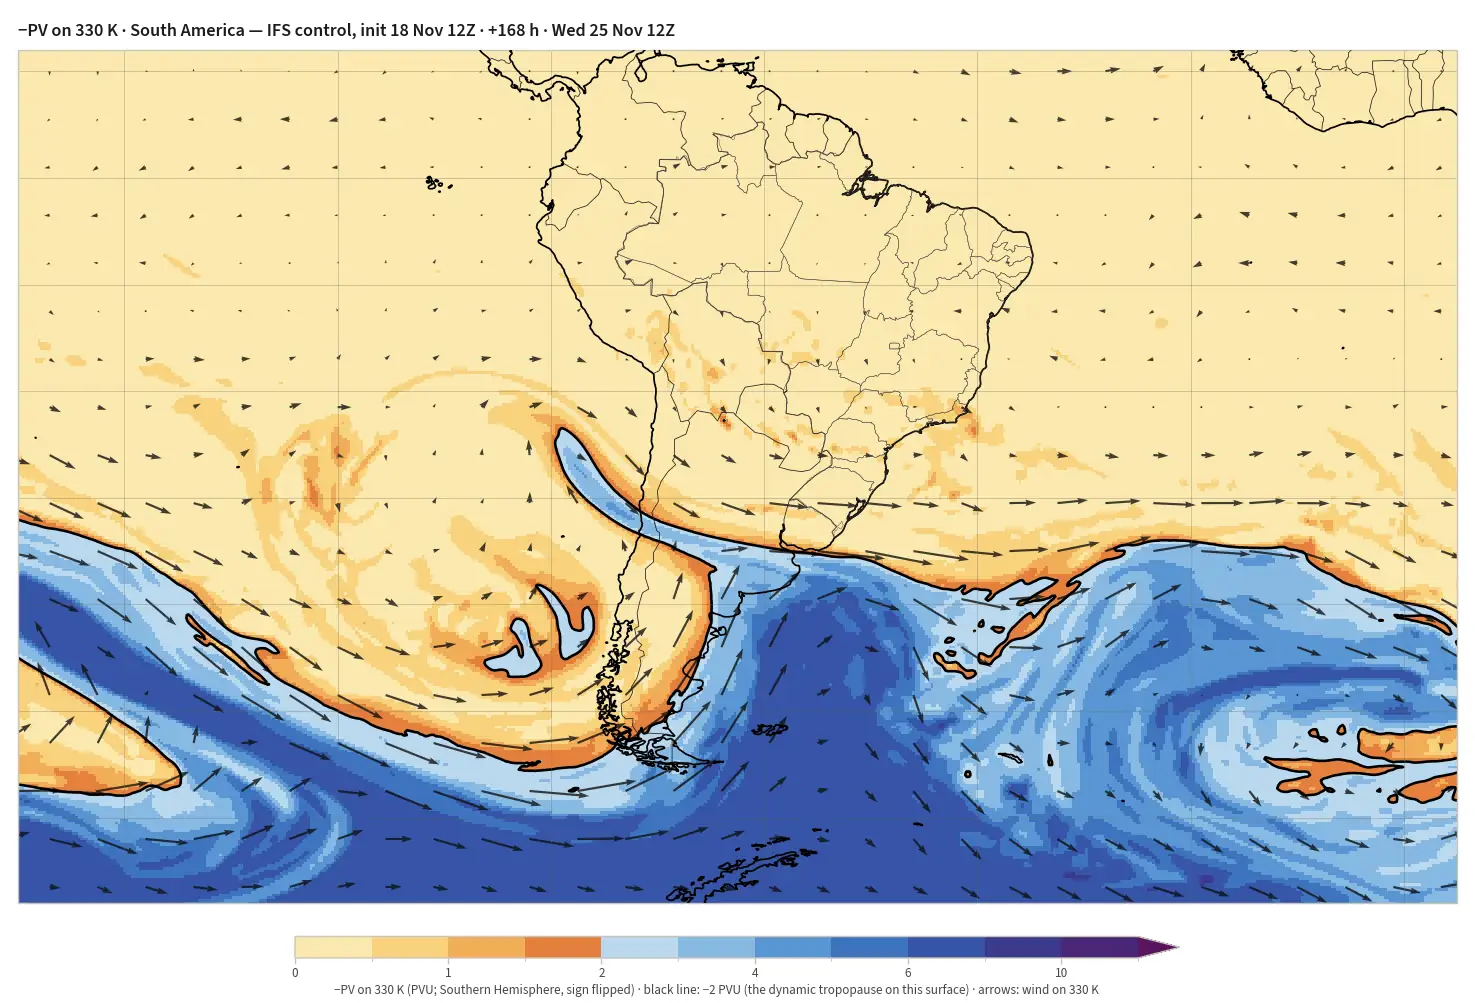 −PV on 330 K · South America — IFS control, init 18 Nov 12Z · +168 h · Wed 25 Nov 12Z
0 1 2 4 6 10
−PV on 330 K (PVU; Southern Hemisphere, sign flipped) · black line: −2 PVU (the dynamic tropopause on this surface) · arrows: wind on 330 K